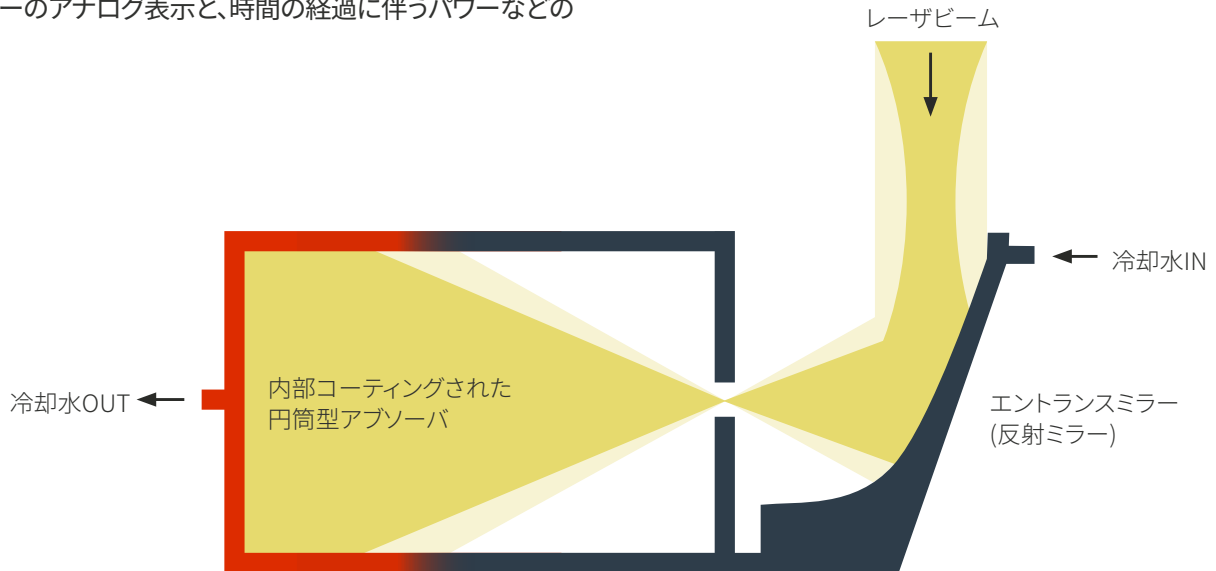 ーのアナログ表示と、時間の経過に伴うパワーなどの
レーザビーム
冷却水IN
内部コーティングされた
円筒型アブソーバ
冷却水OUT
エントランスミラー
(反射ミラー)